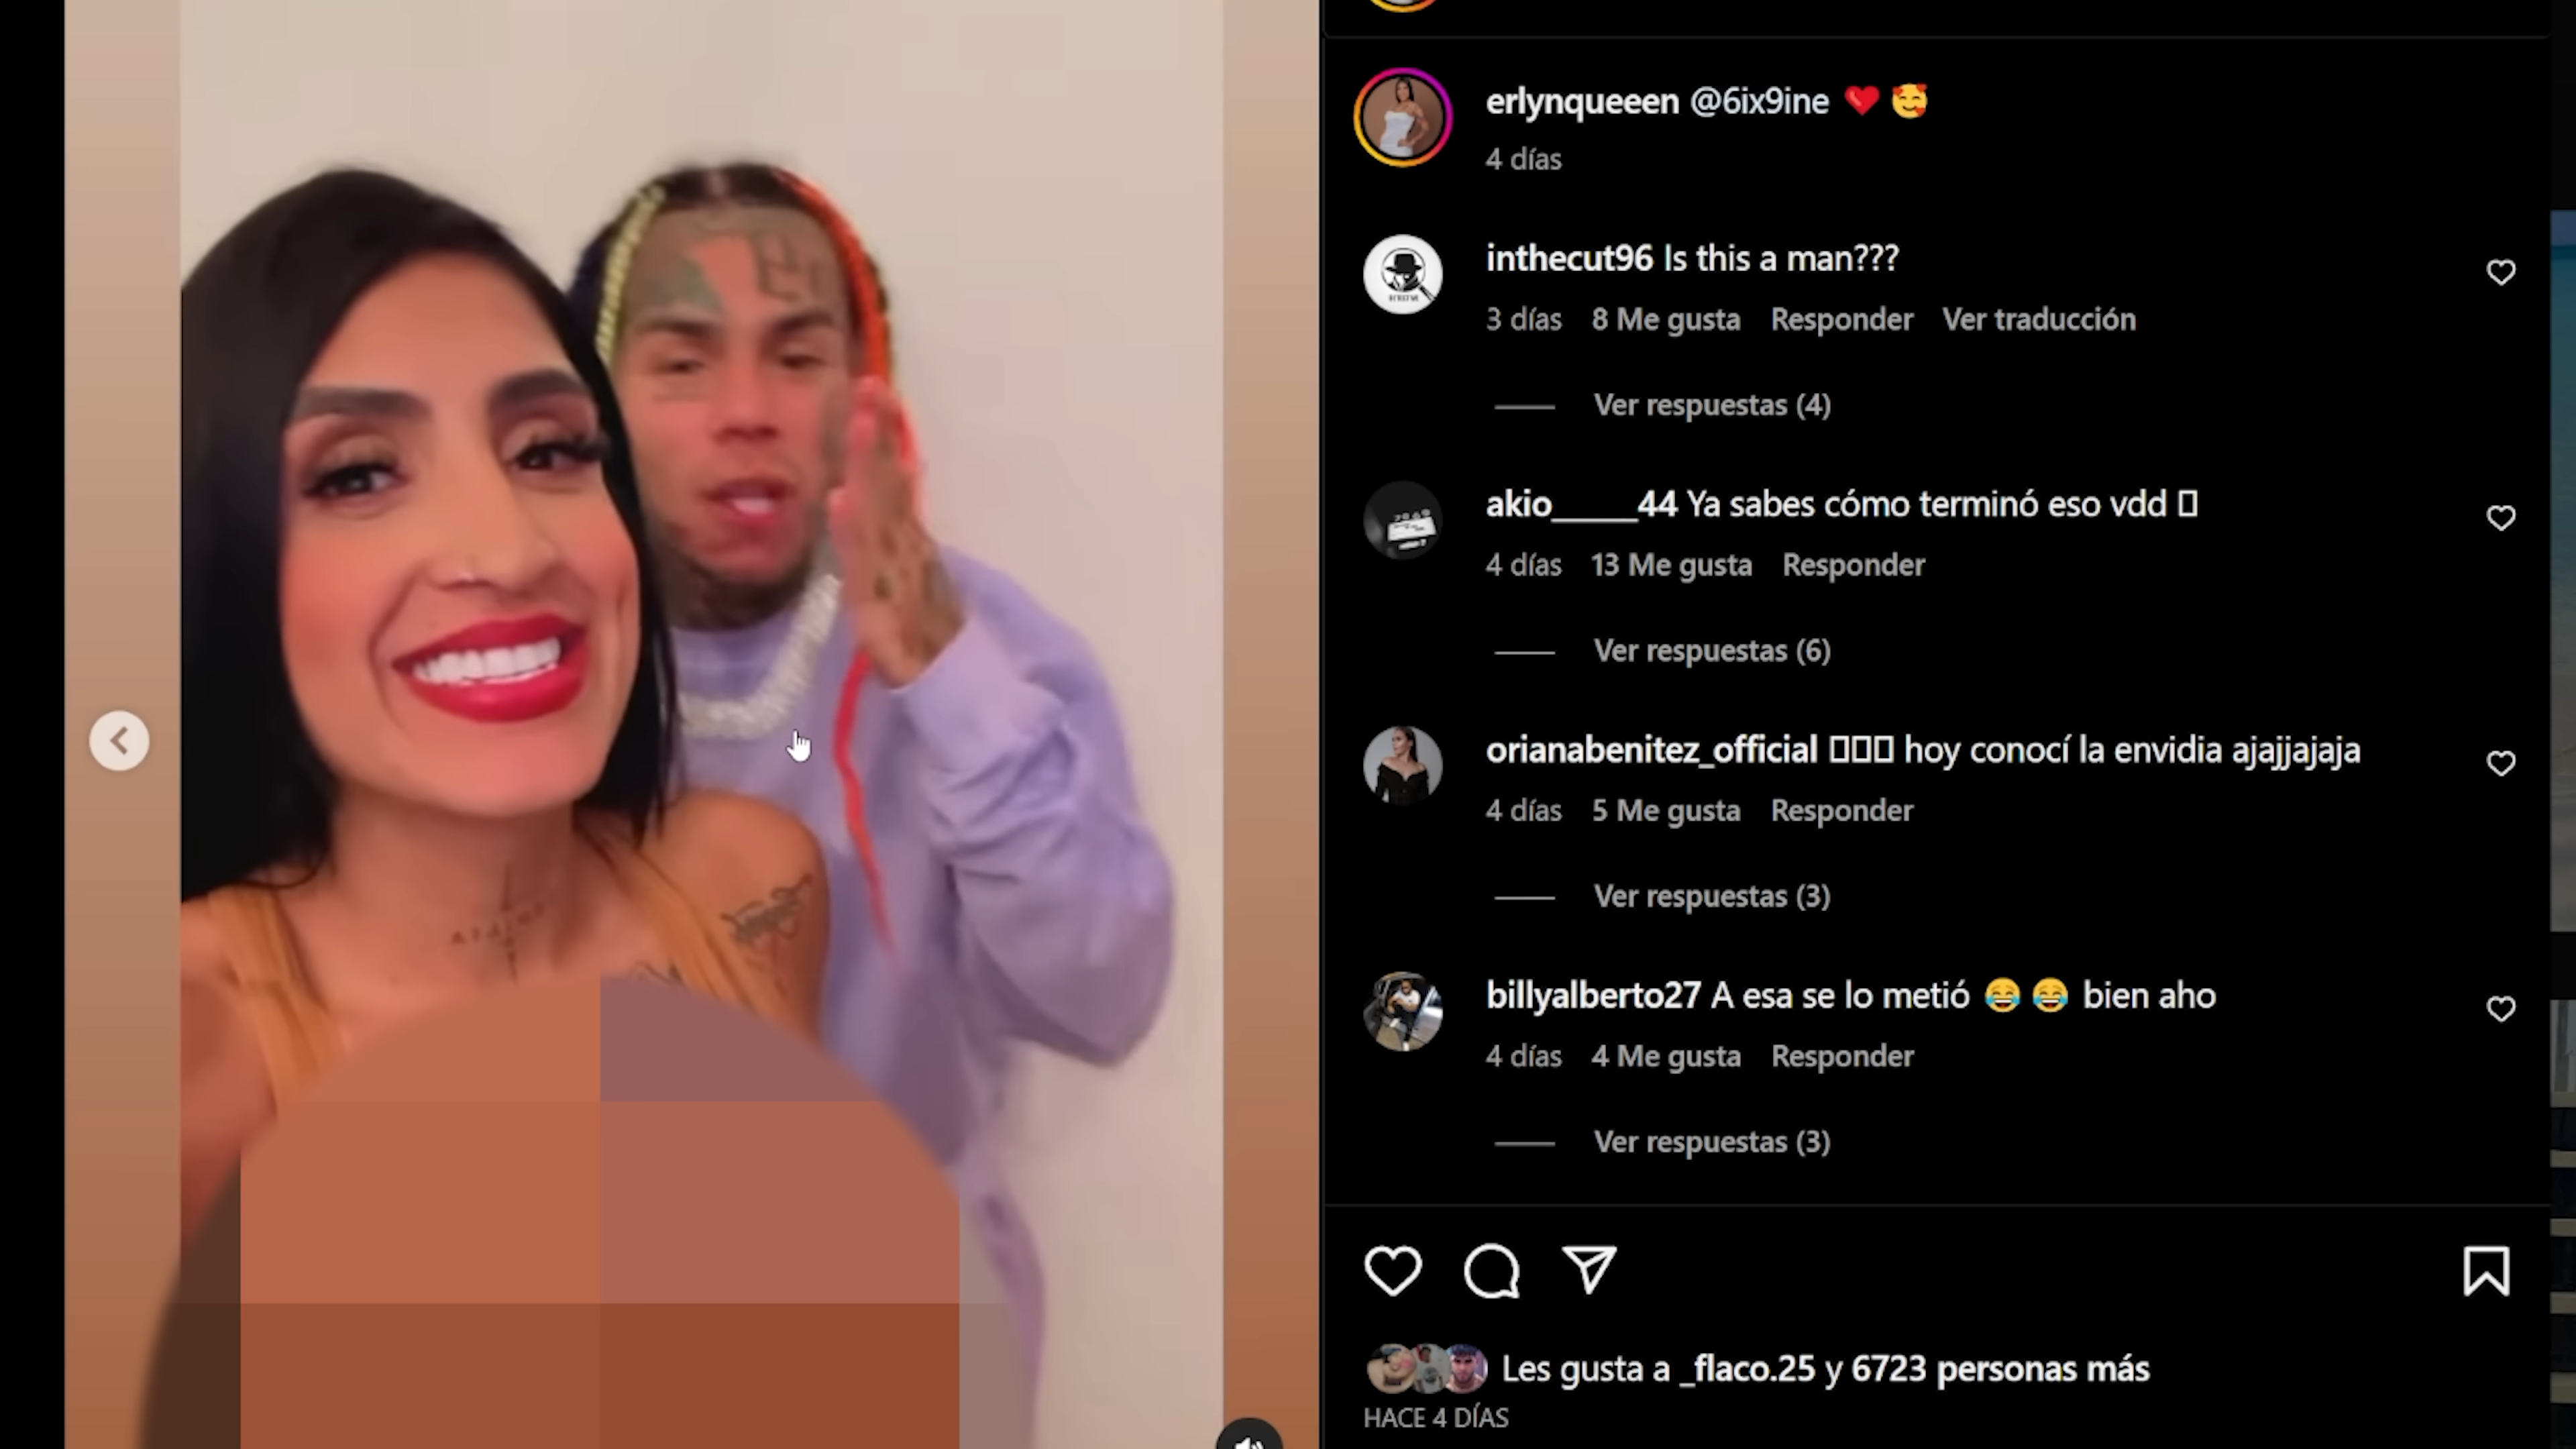 erlynqueeen @6ix9ine ❤️ 🥰
4 días
inthecut96 Is this a man???
3 días 8 Me gusta Responder Ver traducción
Ver respuestas (4)
akio_____44 Ya sabes cómo terminó eso vdd
4 días 13 Me gusta Responder
Ver respuestas (6)
orianabenitez_official hoy conocí la envidia ajajjajaja
4 días 5 Me gusta Responder
Ver respuestas (3)
billyalberto27 A esa se lo metió 😂 😂 bien aho
4 días 4 Me gusta Responder
Ver respuestas (3)
Les gusta a _flaco.25 y 6723 personas más
HACE 4 DÍAS